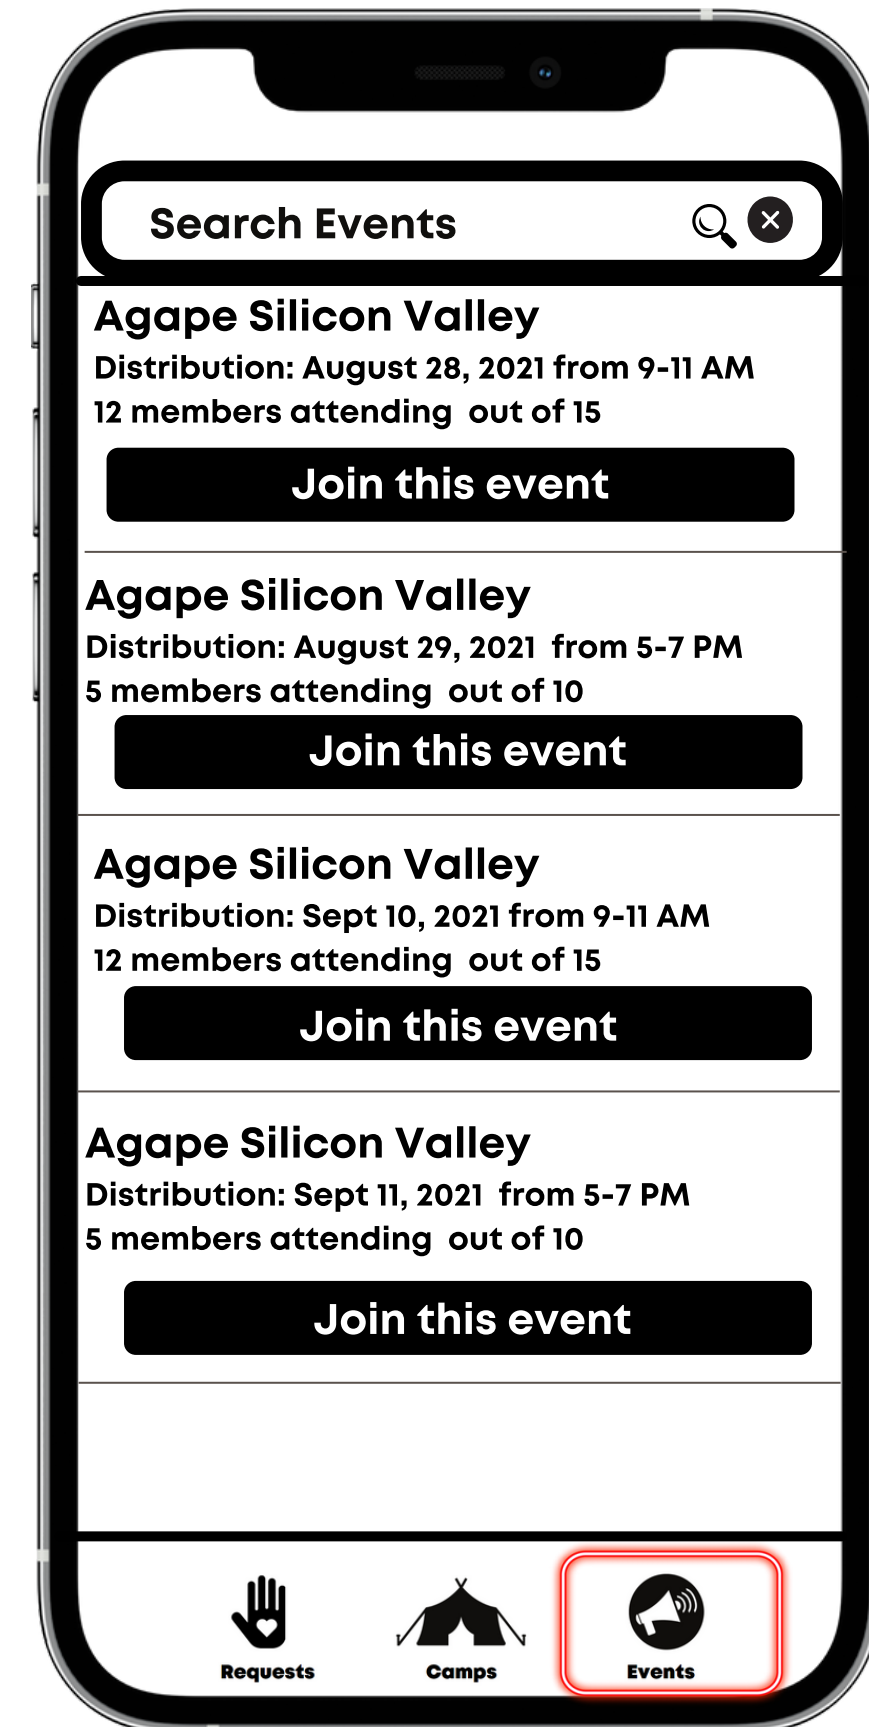 Search Events
Agape Silicon Valley
Distribution: August 28, 2021 from 9-11 AM
12 members attending out of 15
Join this event
Agape Silicon Valley
Distribution: August 29, 2021 from 5-7 PM
5 members attending out of 10
Join this event
Agape Silicon Valley
Distribution: Sept 10, 2021 from 9-11 AM
12 members attending out of 15
Join this event
Agape Silicon Valley
Distribution: Sept 11, 2021 from 5-7 PM
5 members attending out of 10
Join this event
Requests Camps Events